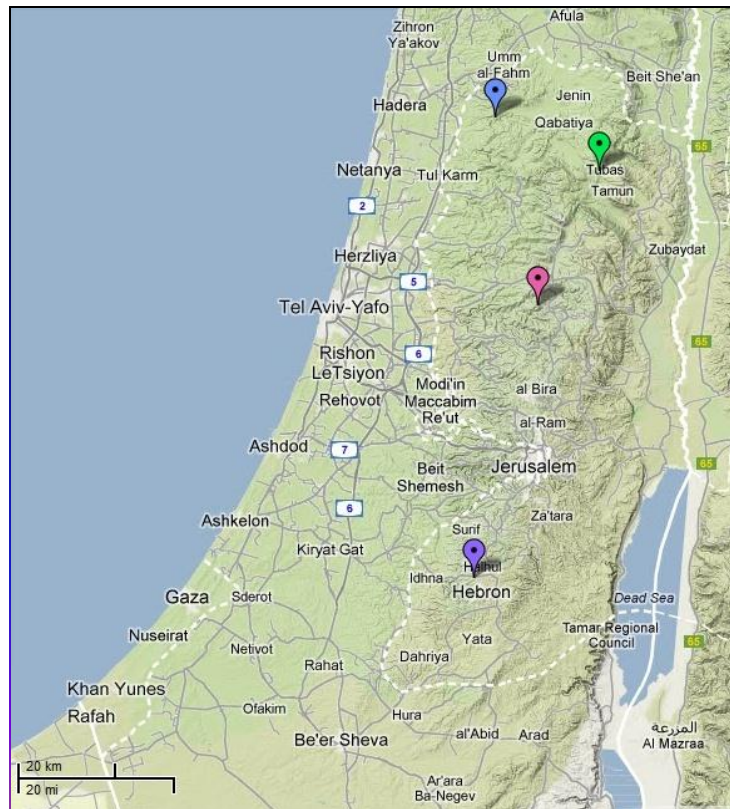 Afula
Zihron
Ya'akov
Umm
al-Fahm
Beit She'an
Hadera
Jenin
Qabatiya
65
Netanya
Tul Karm
Tubas
Tamun
2
Zubaydat
Herzliya
5
Tel Aviv-Yafo
65
6
Rishon
LeTsiyon
Modi'in
Maccabim
Re'ut
al Bira
Rehovot
al-Ram
Ashdod
7
Jerusalem
65
Beit
Shemesh
6
Ashkelon
Za'tara
Surif
Kiryat Gat
Halhul
Idhna
Hebron
Gaza
Sderot
Dead Sea
Nuseirat
Netivot
Yata
Tamar Regional
Council
65
Dahriya
Rahat
Khan Yunes
Rafah
Ofakim
Hura
Be'er Sheva
al'Abid
Arad
المزرعة
Al Mazraa
20 km
20 mi
Ar'ara
Ba-Negev